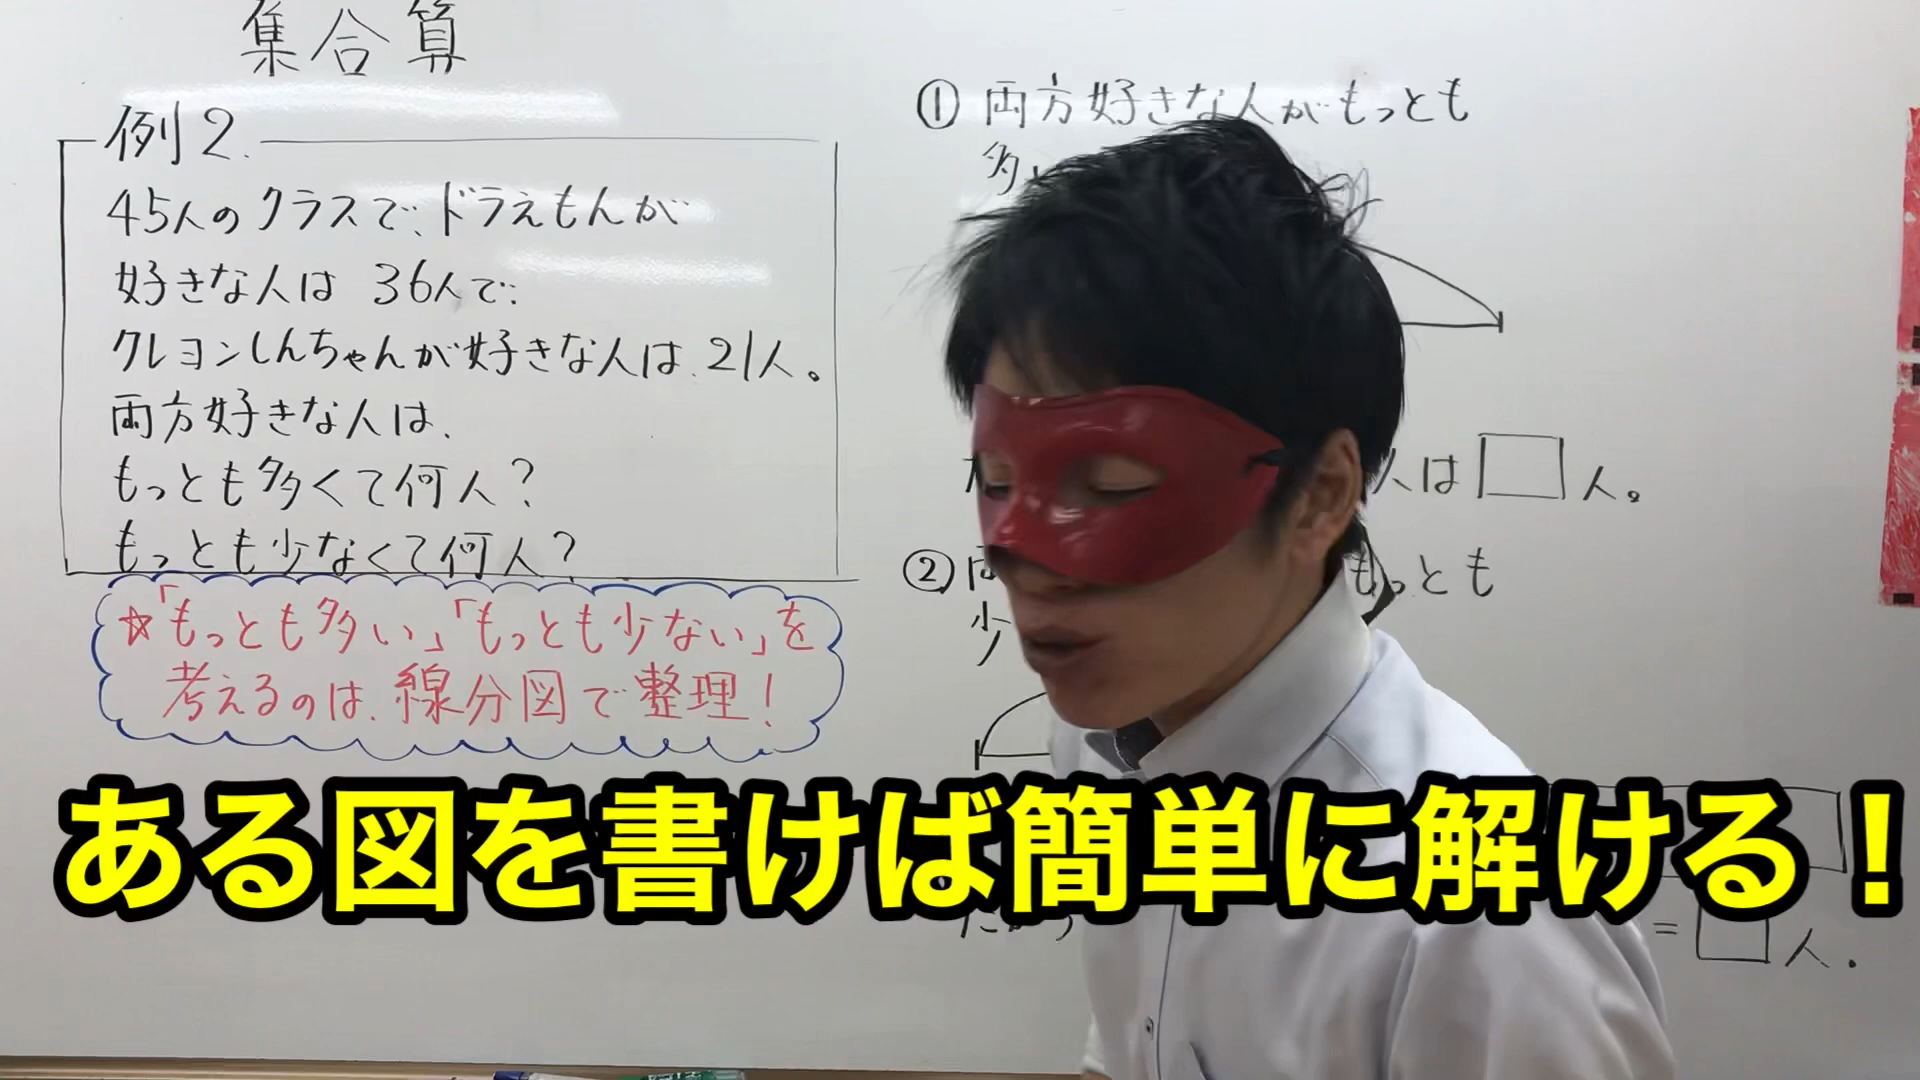 集合算
例2.
45人のクラスで、ドラえもんが
好きな人は 36人で、
クレヨンしんちゃんが好きな人は、21人。
両方好きな人は、
もっとも多くて何人？
もっとも少なくて何人？
☆「もっとも多い」「もっとも少ない」を
考えるのは、線分図で整理！
① 両方好きな人がもっとも
多
人は□人。
② もっとも
少
ある図を書けば簡単に解ける！
=□人.